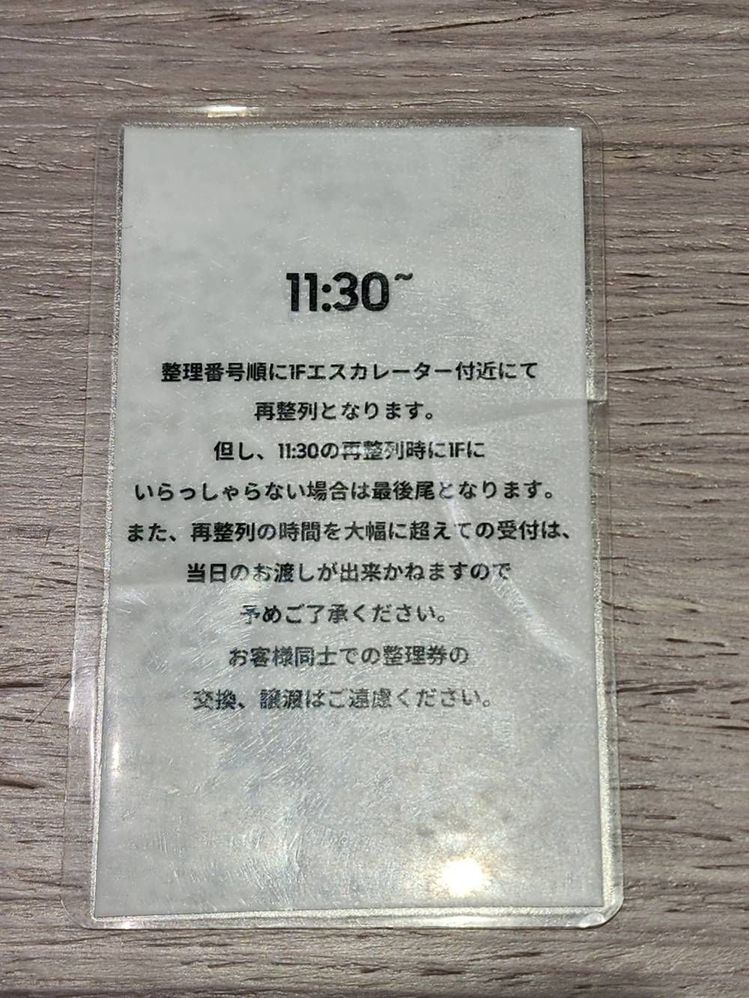 11:30~
整理番号順に1Fエスカレーター付近にて
再整列となります。
但し、11:30の再整列時に1Fに
いらっしゃらない場合は最後尾となります。
また、再整列の時間を大幅に超えての受付は、
当日のお渡しが出来かねますので
予めご了承ください。
お客様同士での整理券の
交換、譲渡はご遠慮ください。